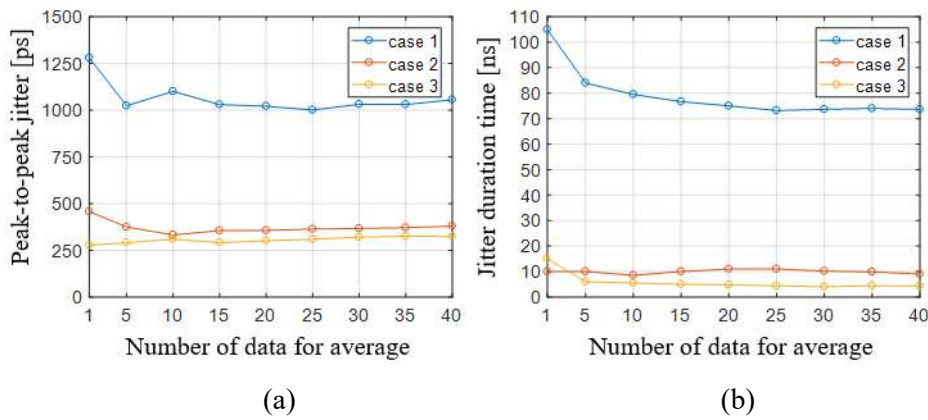 Peak-to-peak jitter [ps]
1500
1250
1000
750
500
250
0
case 1
case 2
case 3
1 5 10 15 20 25 30 35 40
Number of data for average
(a)
Jitter duration time [ns]
110
100
90
80
70
60
50
40
30
20
10
0
case 1
case 2
case 3
1 5 10 15 20 25 30 35 40
Number of data for average
(b)